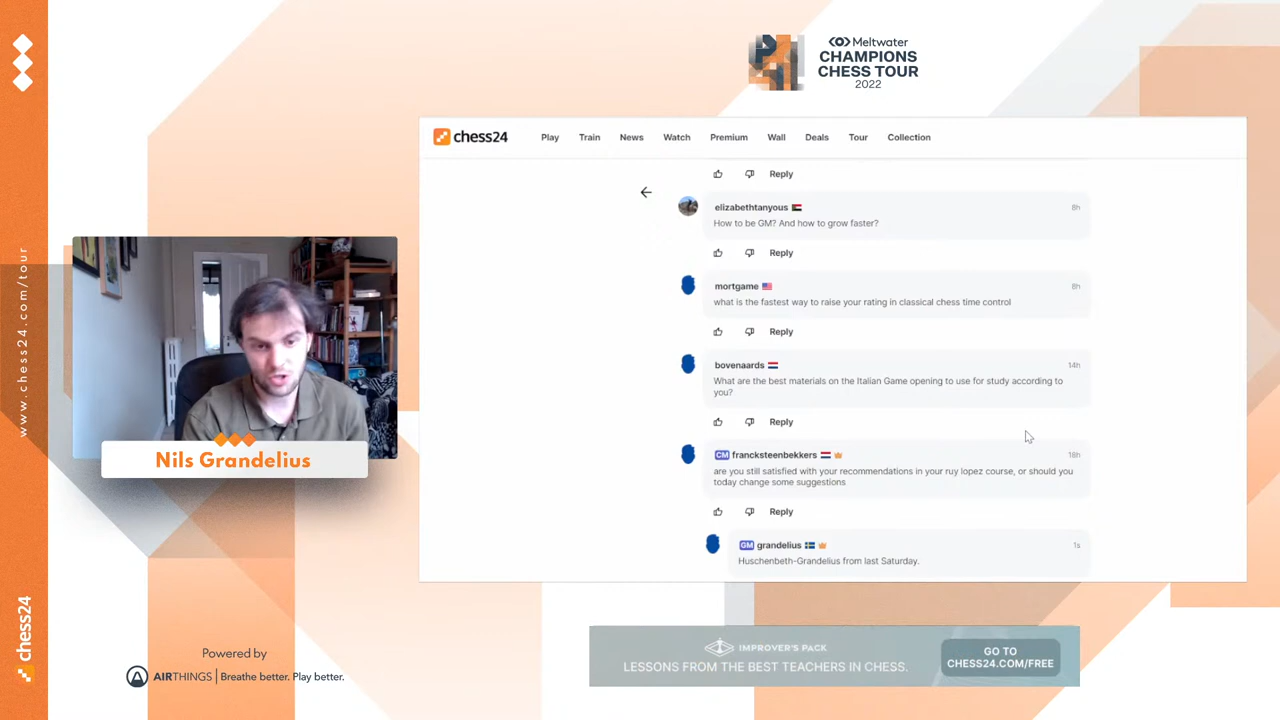 Meltwater
CHAMPIONS
CHESS TOUR
2022
www.chess24.com/tour
chess24
chess24
Play
Train
News
Watch
Premium
Wall
Deals
Tour
Collection
Reply
elizabethtanyous
8h
How to be GM? And how to grow faster?
Reply
mortgame
8h
what is the fastest way to raise your rating in classical chess time control
Reply
bovenaards
14h
What are the best materials on the Italian Game opening to use for study according to
you?
Reply
CM francksteenbekkers
18h
are you still satisfied with your recommendations in your ruy lopez course, or should you
today change some suggestions
Reply
GM grandelius
1s
Huschenbeth-Grandelius from last Saturday.
Nils Grandelius
Powered by
AIRTHINGS | Breathe better. Play better.
IMPROVER'S PACK
LESSONS FROM THE BEST TEACHERS IN CHESS.
GO TO
CHESS24.COM/FREE